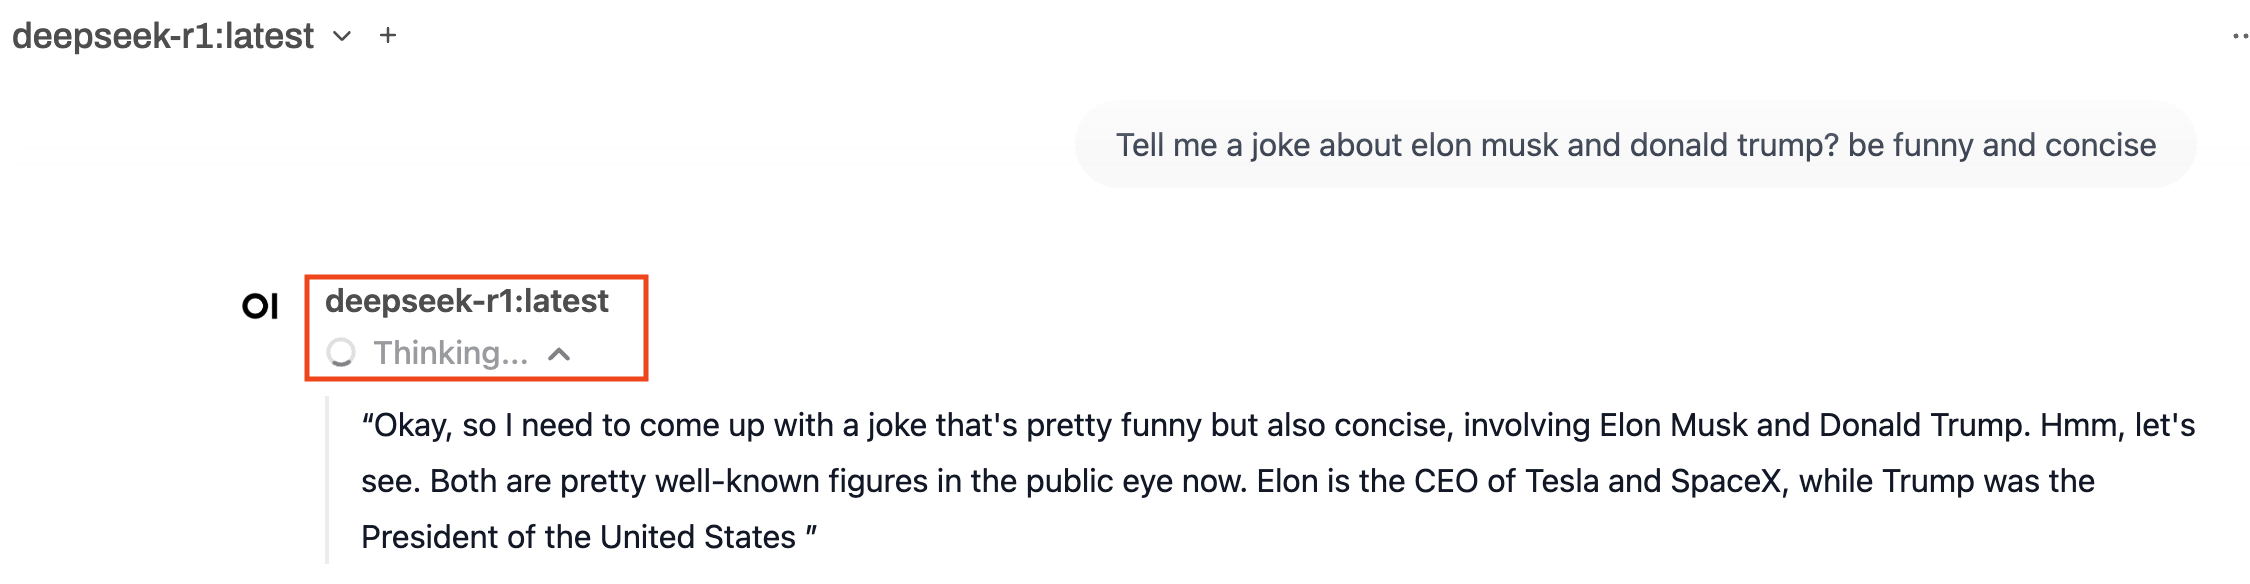 deepseek-r1:latest
Tell me a joke about elon musk and donald trump? be funny and concise
OI
deepseek-r1:latest
Thinking...
“Okay, so I need to come up with a joke that's pretty funny but also concise, involving Elon Musk and Donald Trump. Hmm, let's
see. Both are pretty well-known figures in the public eye now. Elon is the CEO of Tesla and SpaceX, while Trump was the
President of the United States ”